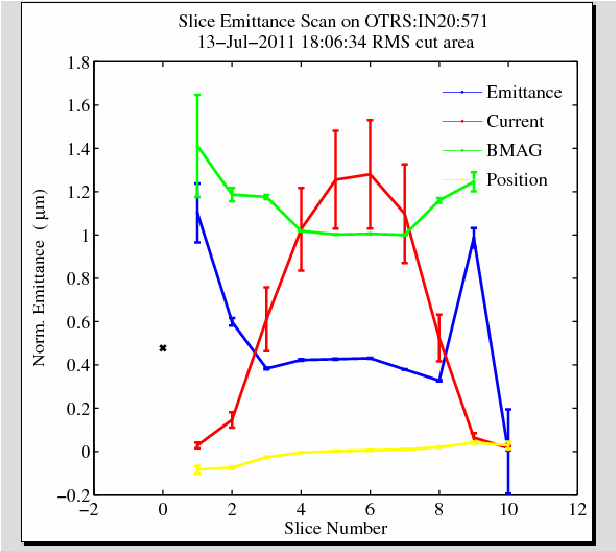 Slice Emittance Scan on OTRS:IN20:571
13−Jul−2011 18:06:34 RMS cut area
1.8
1.6
1.4
1.2
1
0.8
0.6
0.4
0.2
0
−0.2
Norm. Emittance ( μm)
Emittance
Current
BMAG
Position
−2
0
2
4
6
8
10
12
Slice Number